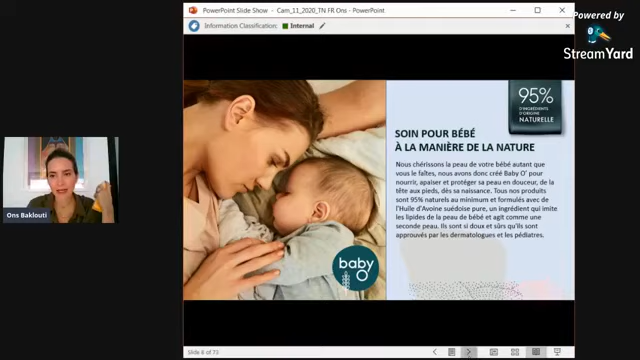 PowerPoint Slide Show - Cam_11_2020_TN FR Ons - PowerPoint
Powered by
StreamYard
Information Classification: Internal
95%
D'INGRÉDIENTS
D'ORIGINE
NATURELLE
SOIN POUR BÉBÉ
À LA MANIÈRE DE LA NATURE
Nous chérissons la peau de votre bébé autant que
vous le faîtes, nous avons donc créé Baby O' pour
nourrir, apaiser et protéger sa peau en douceur, de la
tête au pieds, dès sa naissance. Tous nos produits
sont 95% naturels au minimum et formulés avec de
l'Huile d'Avoine suédoise pure, un ingrédient qui imite
les lipides de la peau de bébé et agit comme une
seconde peau. Ils sont si doux et sûrs qu'ils sont
approuvés par les dermatologues et les pédiatres.
baby
O
Ons Baklouti
Slide 8 of 73